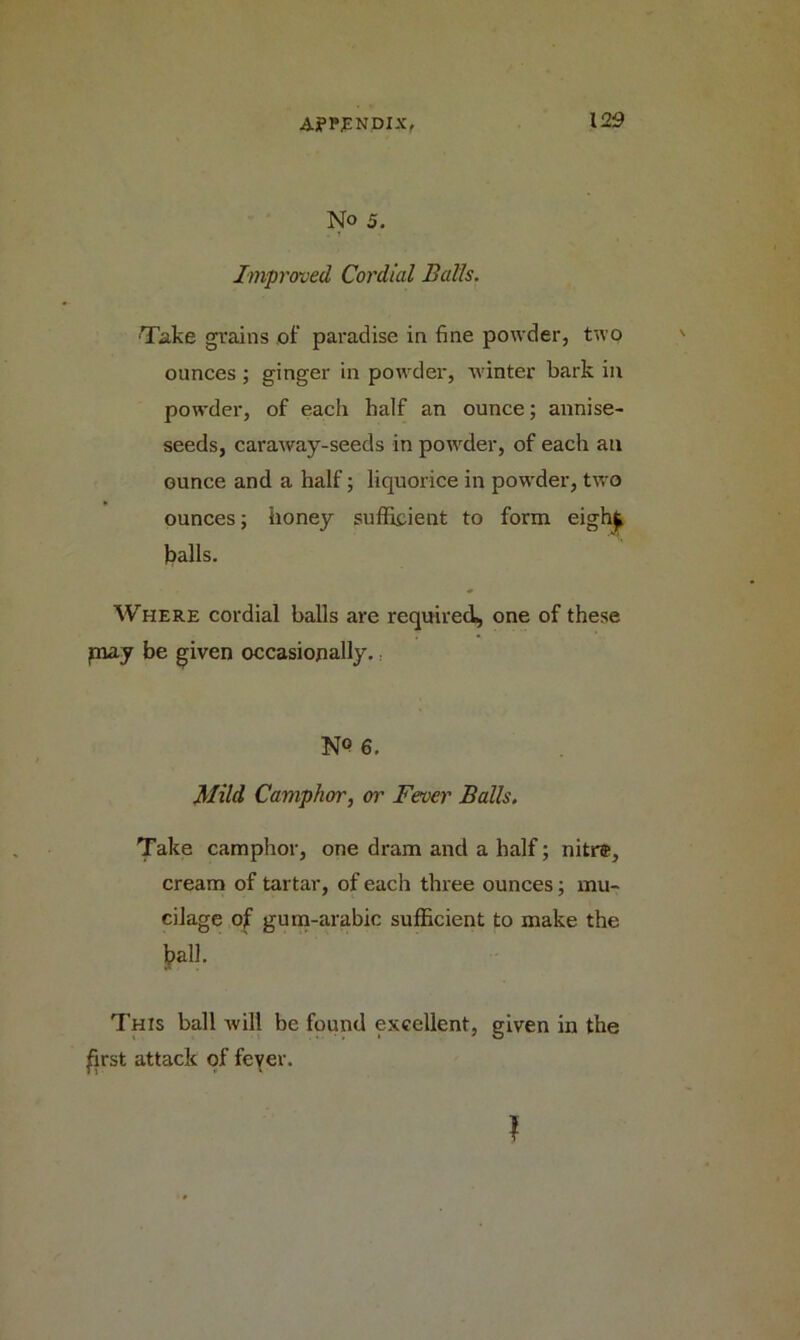 APPENDIX, 129
No 5.
Improved Cordial Balls.
Take grains of paradise in fine powder, two
ounces; ginger in powder, winter bark in
powder, of each half an ounce; annise-
seeds, caraway-seeds in powder, of each an
ounce and a half; liquorice in powder, two
ounces; honey sufficient to form eight
balls.
WHERE cordial balls are required, one of these
may be given occasionally.
No 6.
Mild Camphor, or Fever Balls.
Take camphor, one dram and a half; nitre,
cream of tartar, of each three ounces; mu-
cilage of gum-arabic sufficient to make the
ball.
THIS ball will be found excellent, given in the
first attack of fever.